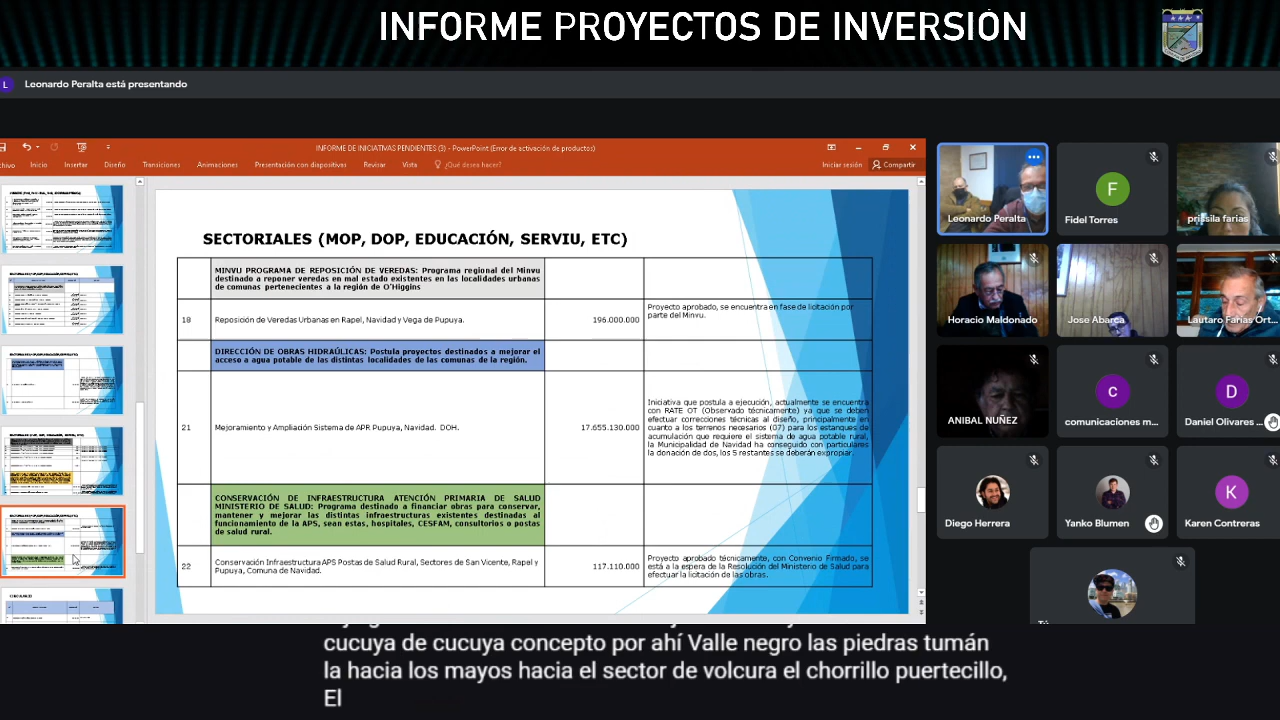 INFORME PROYECTOS DE INVERSIÓN
L Leonardo Peralta está presentando
INFORME DE INICIATIVAS PENDIENTES (3) - PowerPoint (Error de activación de productos)
rchivo Inicio Insertar Diseño Transiciones Animaciones Presentación con diapositivas Revisar Vista ¿Qué desea hacer? Iniciar sesión Compartir
SECTORIALES (MOP, DOP, EDUCACIÓN, SERVIU, ETC)
MINVU PROGRAMA DE REPOSICIÓN DE VEREDAS: Programa regional del Minvu
destinado a reponer veredas en mal estado existentes en las localidades urbanas
de comunas pertenecientes a la región de O'Higgins
18 Reposición de Veredas Urbanas en Rapel, Navidad y Vega de Pupuya. 196.000.000
Proyecto aprobado, se encuentra en fase de licitación por
parte del Minvu.
DIRECCIÓN DE OBRAS HIDRAÚLICAS: Postula proyectos destinados a mejorar el
acceso a agua potable de las distintas localidades de las comunas de la región.
21 Mejoramiento y Ampliación Sistema de APR Pupuya, Navidad. DOH. 17.655.130.000
Iniciativa que postula a ejecución, actualmente se encuentra
con RATE OT (Observado técnicamente) ya que se deben
efectuar correcciones técnicas al diseño, principalmente en
cuanto a los terrenos necesarios (07) para los estanques de
acumulación que requiere el sistema de agua potable rural,
la Municipalidad de Navidad ha conseguido con particulares
la donación de dos, los 5 restantes se deberán expropiar.
CONSERVACIÓN DE INFRAESTRUCTURA ATENCIÓN PRIMARIA DE SALUD
MINISTERIO DE SALUD: Programa destinado a financiar obras para conservar,
mantener y mejorar las distintas infraestructuras existentes destinadas al
funcionamiento de la APS, sean estas, hospitales, CESFAM, consultorios o postas
de salud rural.
22 Conservación Infraestructura APS Postas de Salud Rural, Sectores de San Vicente, Rapel y
Pupuya, Comuna de Navidad.
117.110.000
Proyecto aprobado técnicamente, con Convenio Firmado, se
está a la espera de la Resolución del Ministerio de Salud para
efectuar la licitación de las obras.
Leonardo Peralta
F
Fidel Torres
prissila farias
Horacio Maldonado
Jose Abarca
Lautaro Farías Ort...
ANIBAL NUÑEZ
c
comunicaciones m...
D
Daniel Olivares ...
Diego Herrera
Yanko Blumen
K
Karen Contreras
Tú
cucuya de cucuya concepto por ahí Valle negro las piedras tumán
la hacia los mayos hacia el sector de volcura el chorrillo puertecillo,
El